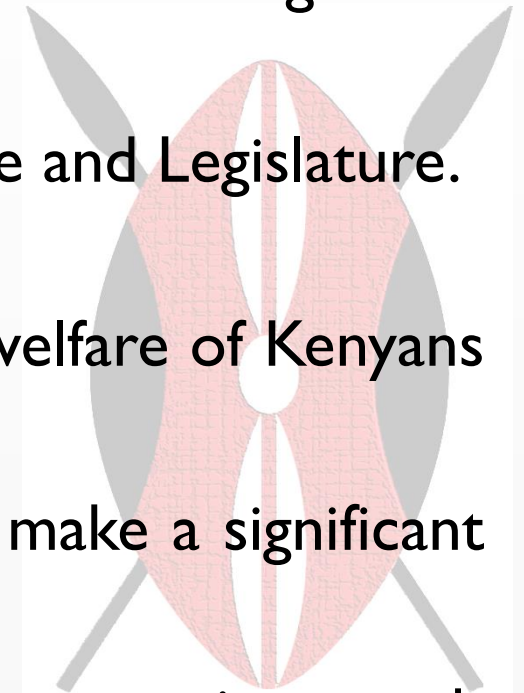 e and Legislature.
welfare of Kenyans
make a significant